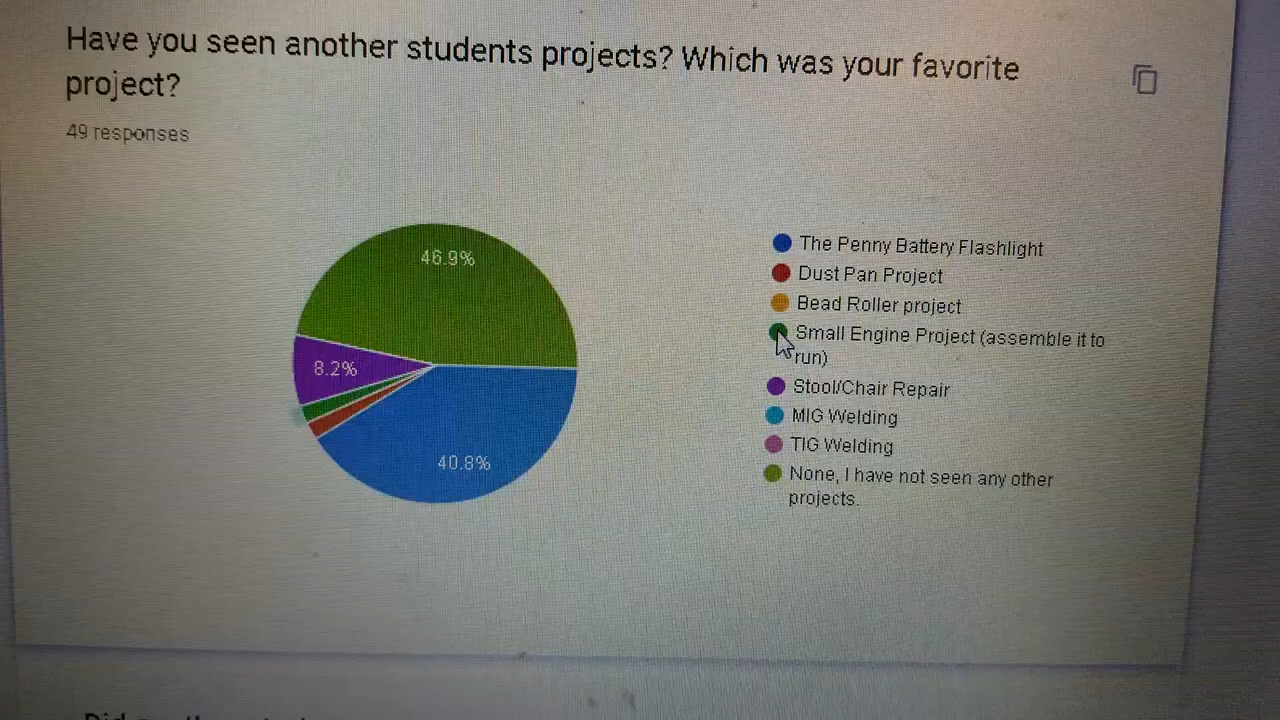 Have you seen another students projects? Which was your favorite
project?
49 responses
46.9%
8.2%
40.8%
The Penny Battery Flashlight
Dust Pan Project
Bead Roller project
Small Engine Project (assemble it to
run)
Stool/Chair Repair
MIG Welding
TIG Welding
None, I have not seen any other
projects.